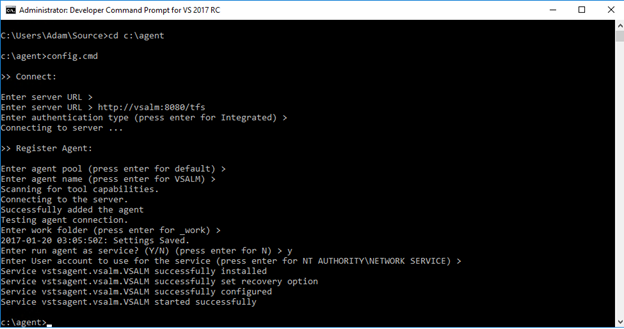 Administrator: Developer Command Prompt for VS 2017 RC
C:\Users\Adam\Source>cd c:\agent
c:\agent>config.cmd
>> Connect:
Enter server URL >
Enter server URL > http://vsalm:8080/tfs
Enter authentication type (press enter for Integrated) >
Connecting to server ...
>> Register Agent:
Enter agent pool (press enter for default) >
Enter agent name (press enter for VSALM) >
Scanning for tool capabilities.
Connecting to the server.
Successfully added the agent
Testing agent connection.
Enter work folder (press enter for _work) >
2017-01-20 03:05:50Z: Settings Saved.
Enter run agent as service? (Y/N) (press enter for N) > y
Enter User account to use for the service (press enter for NT AUTHORITY\NETWORK SERVICE) >
Service vstsagent.vsalm.VSALM successfully installed
Service vstsagent.vsalm.VSALM successfully set recovery option
Service vstsagent.vsalm.VSALM successfully configured
Service vstsagent.vsalm.VSALM started successfully
c:\agent>